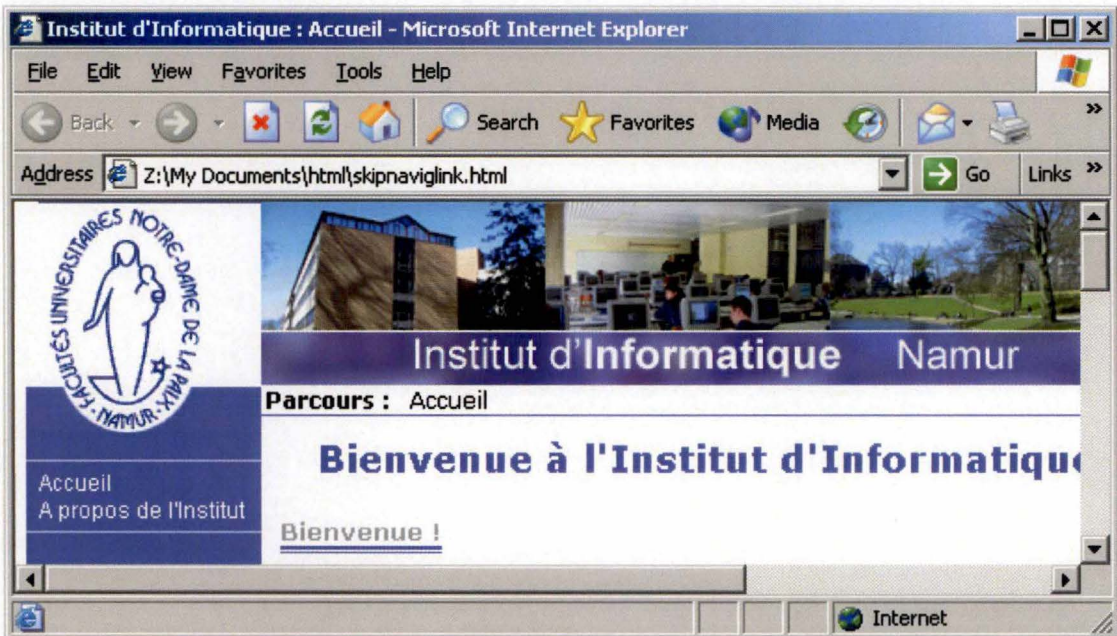 Institut d'Informatique : Accueil - Microsoft Internet Explorer
File Edit View Favorites Tools Help
Back Search Favorites Media »
Address Z:\My Documents\html\skipnaviglink.html Go Links »
FACULTÉS UNIVERSITAIRES NOTRE-DAME DE LA PAIX · NAMUR ·
Institut d'Informatique Namur
Parcours : Accueil
Bienvenue à l'Institut d'Informatiqu
Accueil
A propos de l'Institut
Bienvenue !
Internet